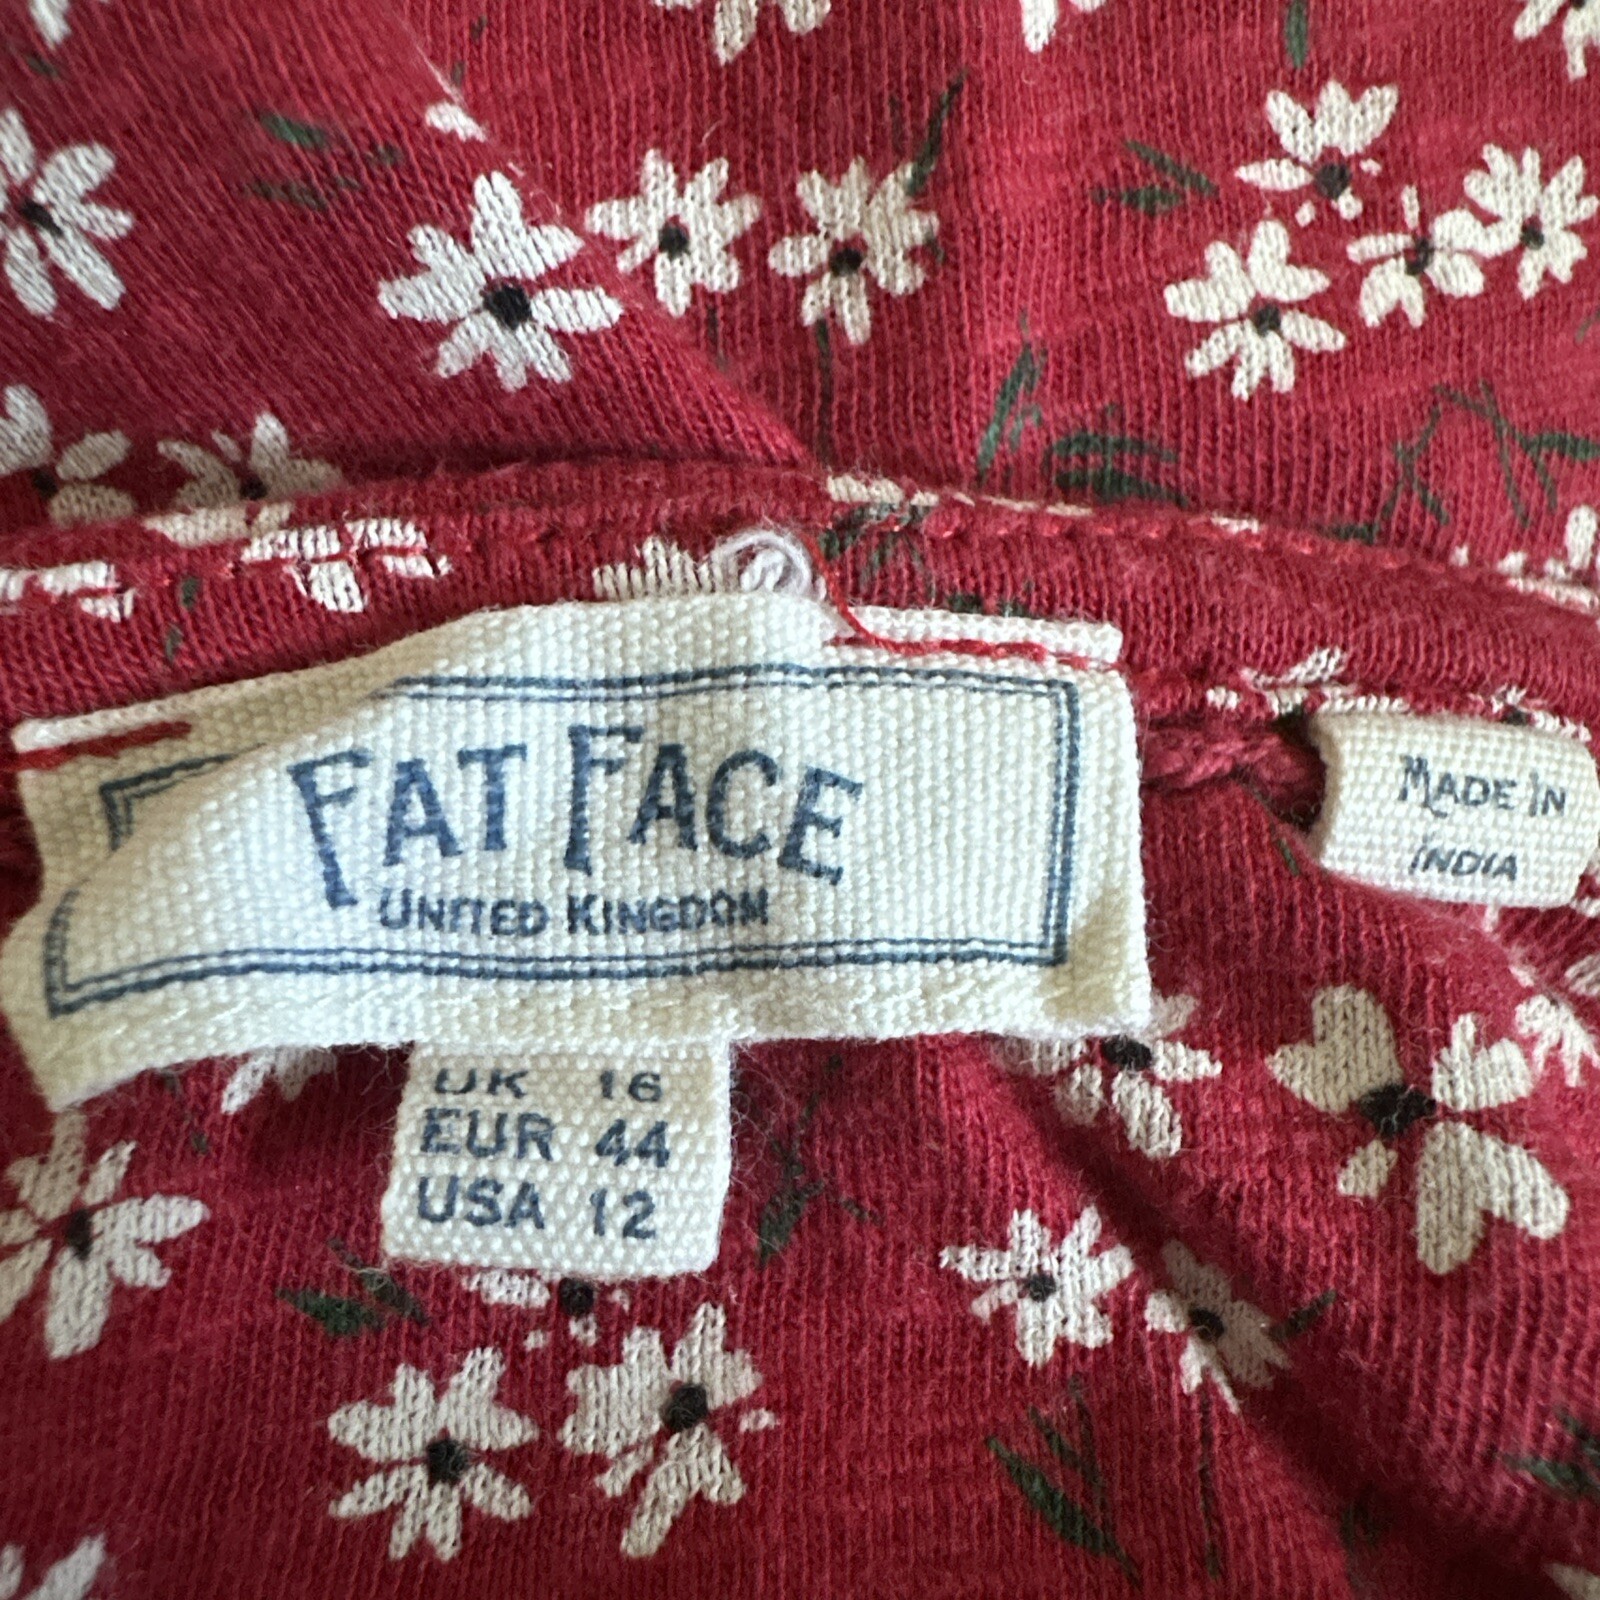 FAT FACE
UNITED KINGDOM
MADE IN
INDIA
UK 16
EUR 44
USA 12